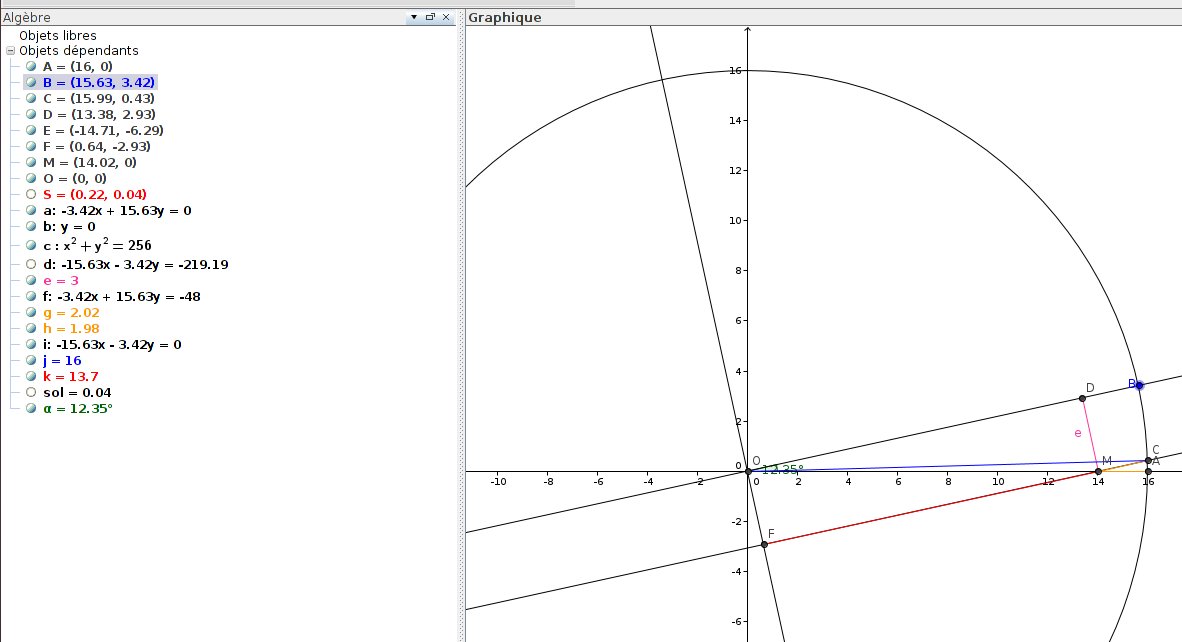 Algèbre
Objets libres
Objets dépendants
A = (16, 0)
B = (15.63, 3.42)
C = (15.99, 0.43)
D = (13.38, 2.93)
E = (-14.71, -6.29)
F = (0.64, -2.93)
M = (14.02, 0)
O = (0, 0)
S = (0.22, 0.04)
a: -3.42x + 15.63y = 0
b: y = 0
c : x² + y² = 256
d: -15.63x - 3.42y = -219.19
e = 3
f: -3.42x + 15.63y = -48
g = 2.02
h = 1.98
i: -15.63x - 3.42y = 0
j = 16
k = 13.7
sol = 0.04
α = 12.35°
Graphique
16
14
12
10
8
6
4
B
D
2
e
C
O
M
A
0
12.35°
-10 -8 -6 -4 -2 0 2 4 6 8 10 12 14 16
-2
F
-4
-6